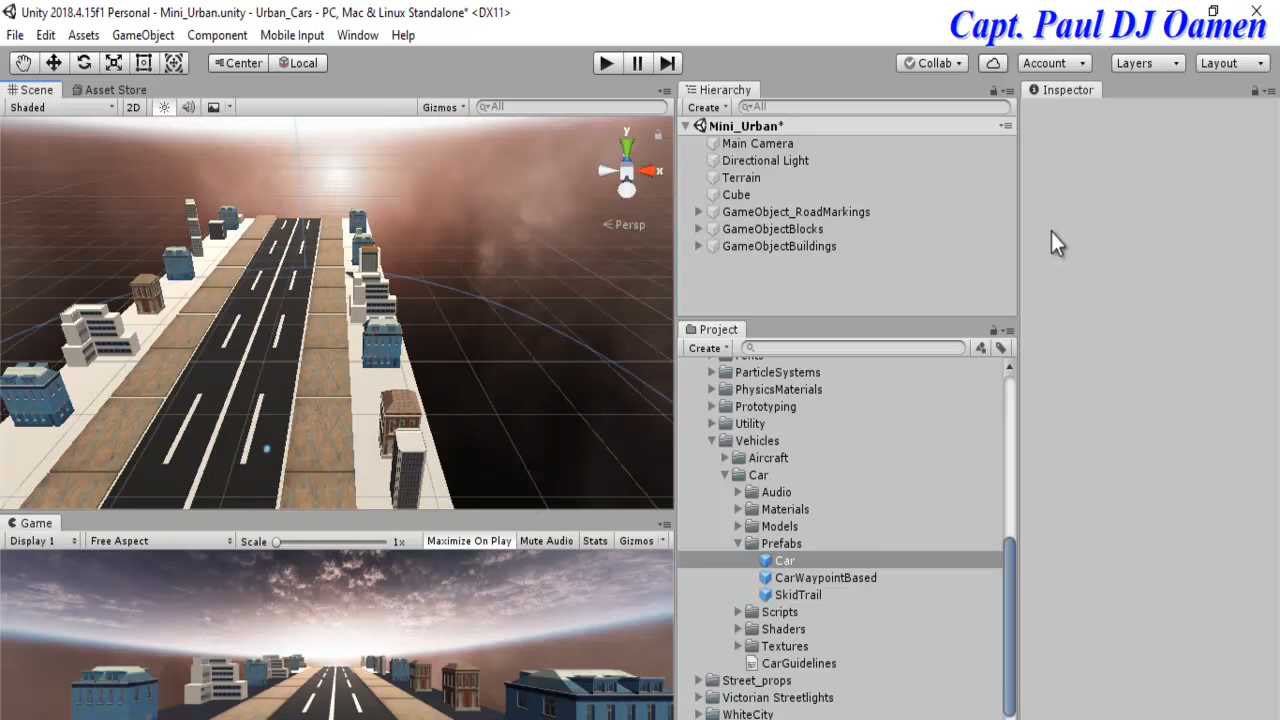 Unity 2018.4.15f1 Personal - Mini_Urban.unity - Urban_Cars - PC, Mac & Linux Standalone* <DX11>
Capt. Paul DJ Oamen
File Edit Assets GameObject Component Mobile Input Window Help
Center Local Collab Account Layers Layout
Scene Asset Store
Shaded 2D Gizmos All
y
x
Persp
Hierarchy
Create All
Mini_Urban*
Main Camera
Directional Light
Terrain
Cube
GameObject_RoadMarkings
GameObjectBlocks
GameObjectBuildings
Inspector
Project
Create
Fonts
ParticleSystems
PhysicsMaterials
Prototyping
Utility
Vehicles
Aircraft
Car
Audio
Materials
Models
Prefabs
Car
CarWaypointBased
SkidTrail
Scripts
Shaders
Textures
CarGuidelines
Street_props
Victorian Streetlights
WhiteCity
Game
Display 1 Free Aspect Scale 1x Maximize On Play Mute Audio Stats Gizmos